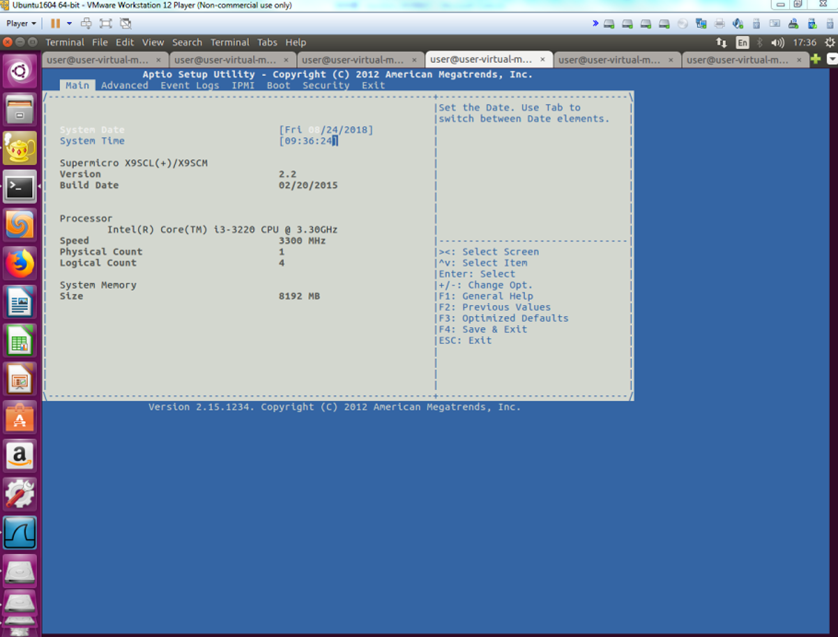 Ubuntu1604 64-bit - VMware Workstation 12 Player (Non-commercial use only)
Player
Terminal File Edit View Search Terminal Tabs Help
En
17:36
user@user-virtual-m... × user@user-virtual-m... × user@user-virtual-m... × user@user-virtual-m... × user@user-virtual-m... × user@user-virtual-m... ×
Aptio Setup Utility - Copyright (C) 2012 American Megatrends, Inc.
Main Advanced Event Logs IPMI Boot Security Exit
System Date [Fri 08/24/2018]
System Time [09:36:24]
Supermicro X9SCL(+)/X9SCM
Version 2.2
Build Date 02/20/2015
Processor
Intel(R) Core(TM) i3-3220 CPU @ 3.30GHz
Speed 3300 MHz
Physical Count 1
Logical Count 4
System Memory
Size 8192 MB
|Set the Date. Use Tab to
|switch between Date elements.
|><: Select Screen
|^v: Select Item
|Enter: Select
|+/-: Change Opt.
|F1: General Help
|F2: Previous Values
|F3: Optimized Defaults
|F4: Save & Exit
|ESC: Exit
Version 2.15.1234. Copyright (C) 2012 American Megatrends, Inc.